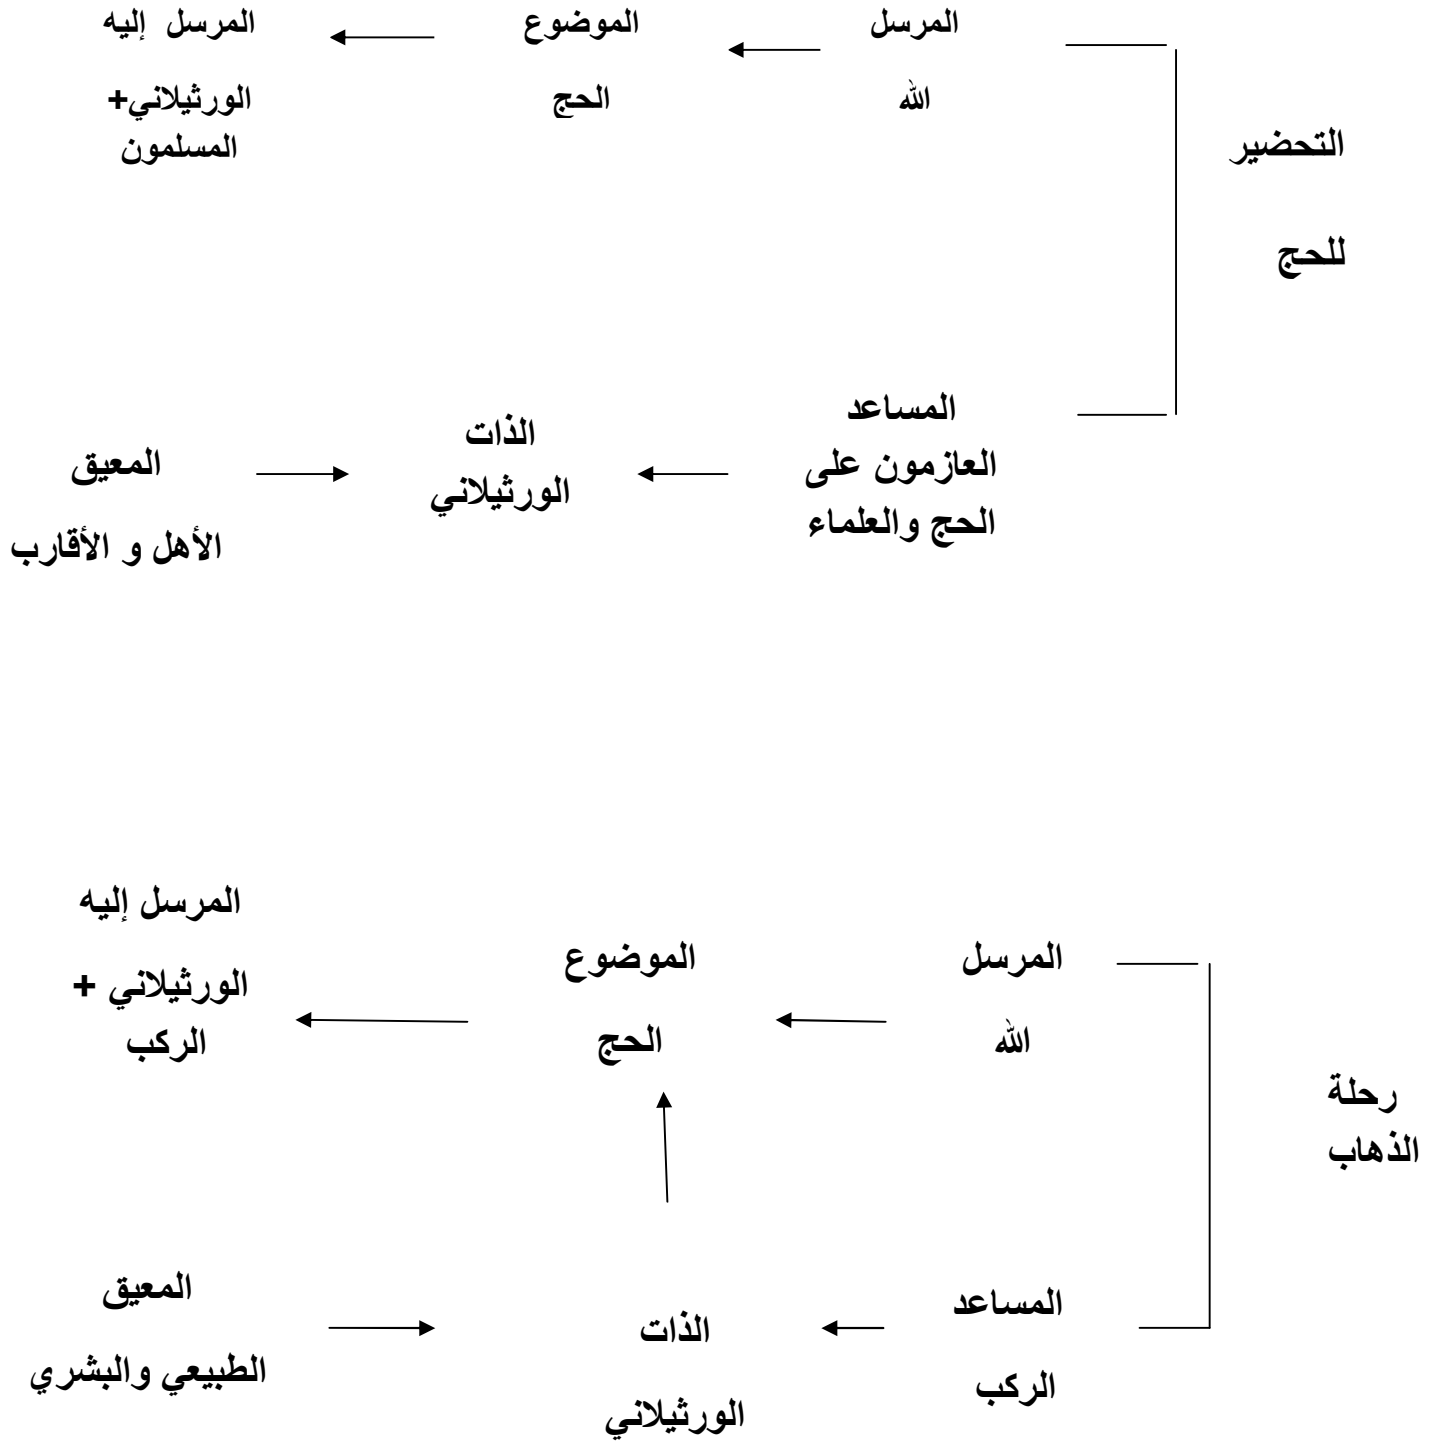 المرسل
الموضوع
المرسل إليه
الله
الحج
الورثيلاني+
المسلمون
التحضير
للحج
المساعد
العازمون على
الحج والعلماء
الذات
الورثيلاني
المعيق
الأهل و الأقارب
المرسل
الله
الموضوع
الحج
المرسل إليه
الورثيلاني +
الركب
رحلة
الذهاب
المساعد
الركب
الذات
الورثيلاني
المعيق
الطبيعي والبشري